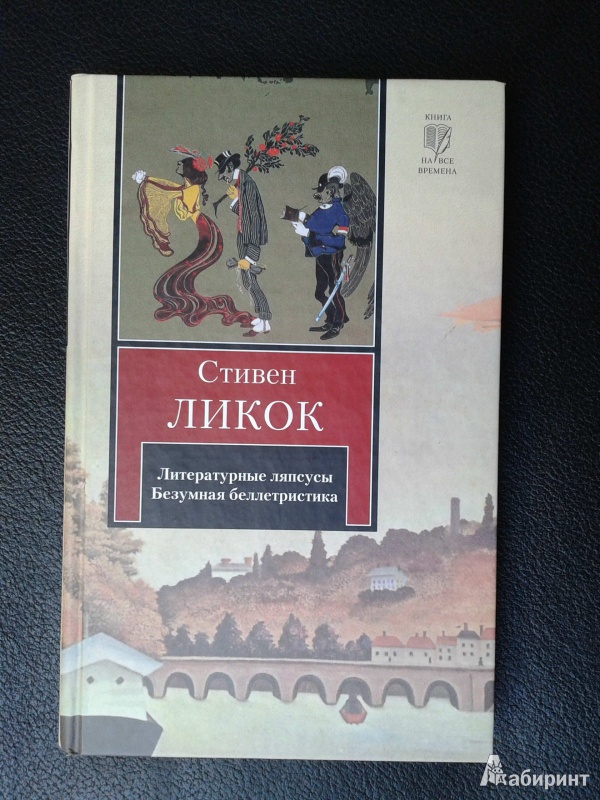 КНИГА
НА ВСЕ
ВРЕМЕНА
Стивен
ЛИКОК
Литературные ляпсусы
Безумная беллетристика
Лабиринт